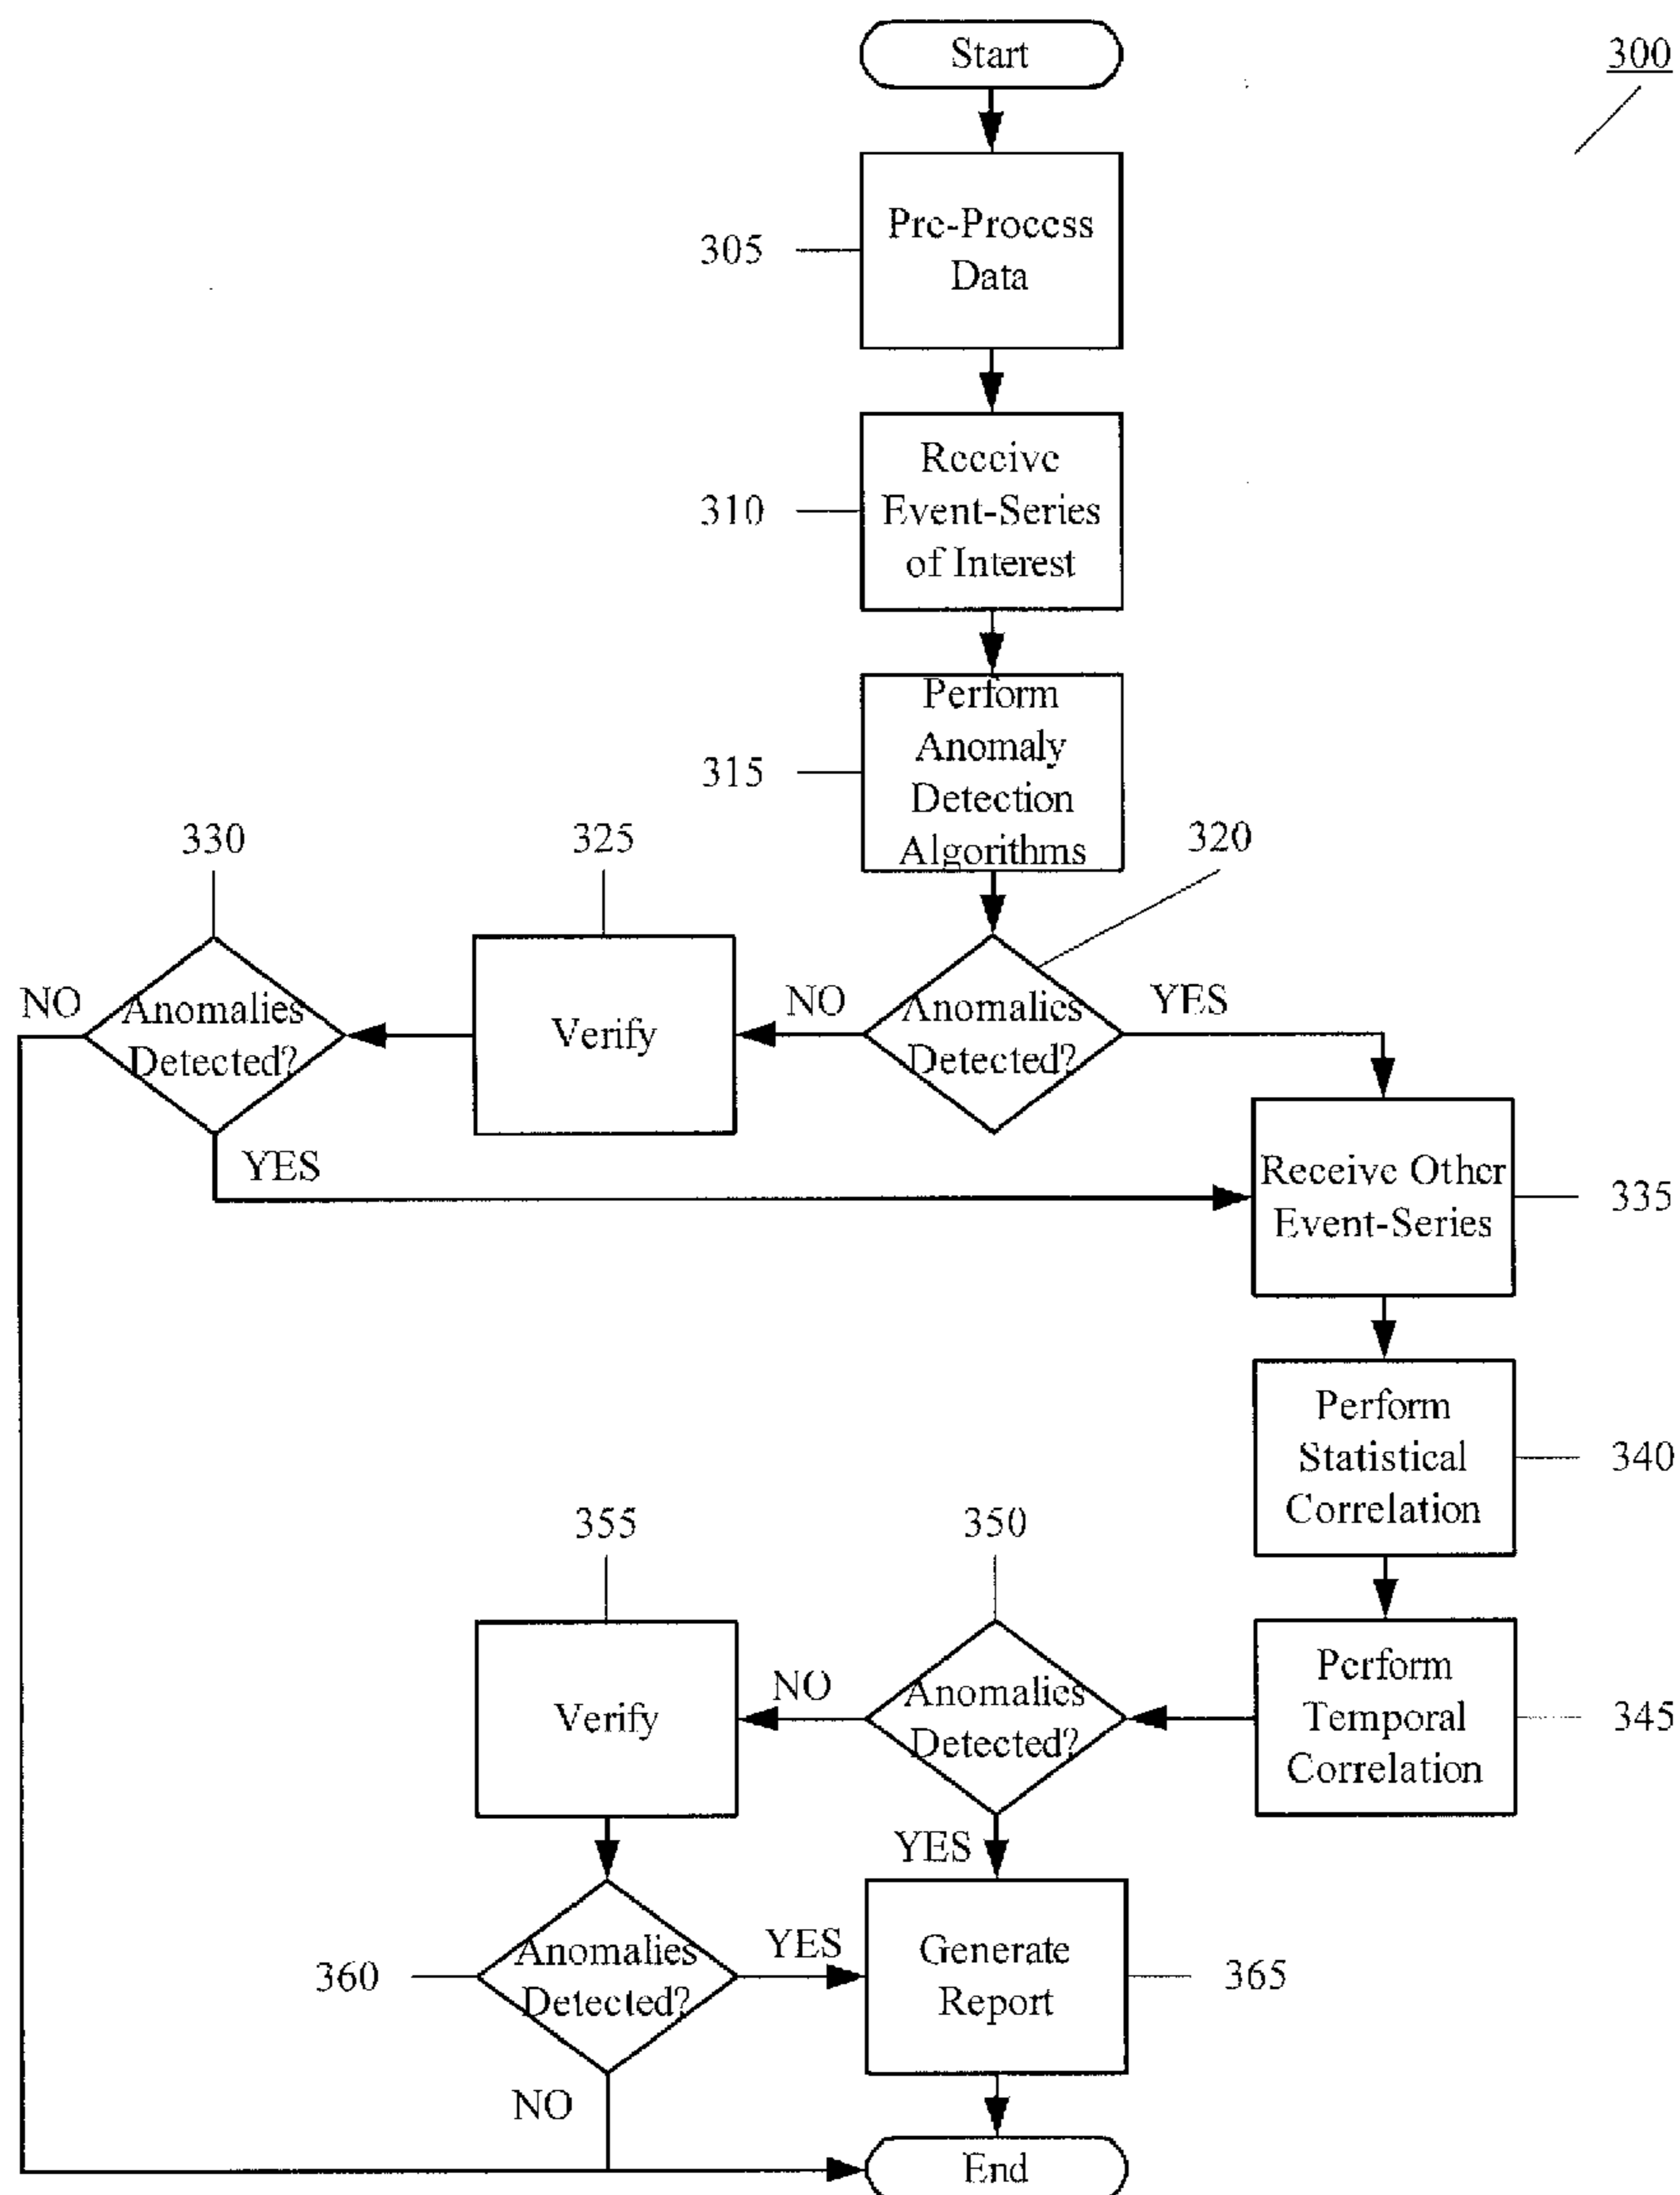 Start
300
Pre-Process
Data
305
Receive
Event-Series
of Interest
310
Perform
Anomaly
Detection
Algorithms
315
320
325
330
Anomalies
Detected?
NO
YES
Verify
Anomalies
Detected?
NO
YES
Receive Other
Event-Series
335
Perform
Statistical
Correlation
340
Perform
Temporal
Correlation
345
350
355
Anomalies
Detected?
NO
YES
Verify
Anomalies
Detected?
360
YES
NO
Generate
Report
365
End